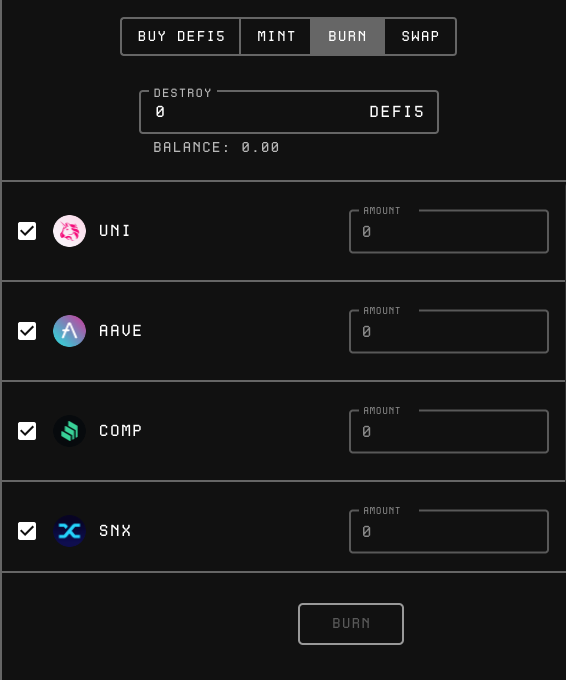 BUY DEFI5 MINT BURN SWAP
DESTROY
0 DEFI5
BALANCE: 0.00
AMOUNT
UNI 0
AMOUNT
AAVE 0
AMOUNT
COMP 0
AMOUNT
SNX 0
BURN